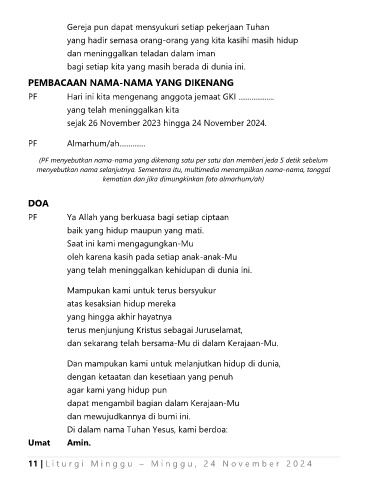 Gereja pun dapat mensyukuri setiap pekerjaan Tuhan
yang hadir semasa orang-orang yang kita kasihi masih hidup
dan meninggalkan teladan dalam iman
bagi setiap kita yang masih berada di dunia ini.
PEMBACAAN NAMA-NAMA YANG DIKENANG
PF Hari ini kita mengenang anggota jemaat GKI ..................
yang telah meninggalkan kita
sejak 26 November 2023 hingga 24 November 2024.
PF Almarhum/ah.............
(PF menyebutkan nama-nama yang dikenang satu per satu dan memberi jeda 5 detik sebelum
menyebutkan nama selanjutnya. Sementara itu, multimedia menampilkan nama-nama, tanggal
kematian dan jika dimungkinkan foto almarhum/ah)
DOA
PF Ya Allah yang berkuasa bagi setiap ciptaan
baik yang hidup maupun yang mati.
Saat ini kami mengagungkan-Mu
oleh karena kasih pada setiap anak-anak-Mu
yang telah meninggalkan kehidupan di dunia ini.
Mampukan kami untuk terus bersyukur
atas kesaksian hidup mereka
yang hingga akhir hayatnya
terus menjunjung Kristus sebagai Juruselamat,
dan sekarang telah bersama-Mu di dalam Kerajaan-Mu.
Dan mampukan kami untuk melanjutkan hidup di dunia,
dengan ketaatan dan kesetiaan yang penuh
agar kami yang hidup pun
dapat mengambil bagian dalam Kerajaan-Mu
dan mewujudkannya di bumi ini.
Di dalam nama Tuhan Yesus, kami berdoa:
Umat Amin.
11 | Liturgi Minggu – Minggu, 24 November 2024